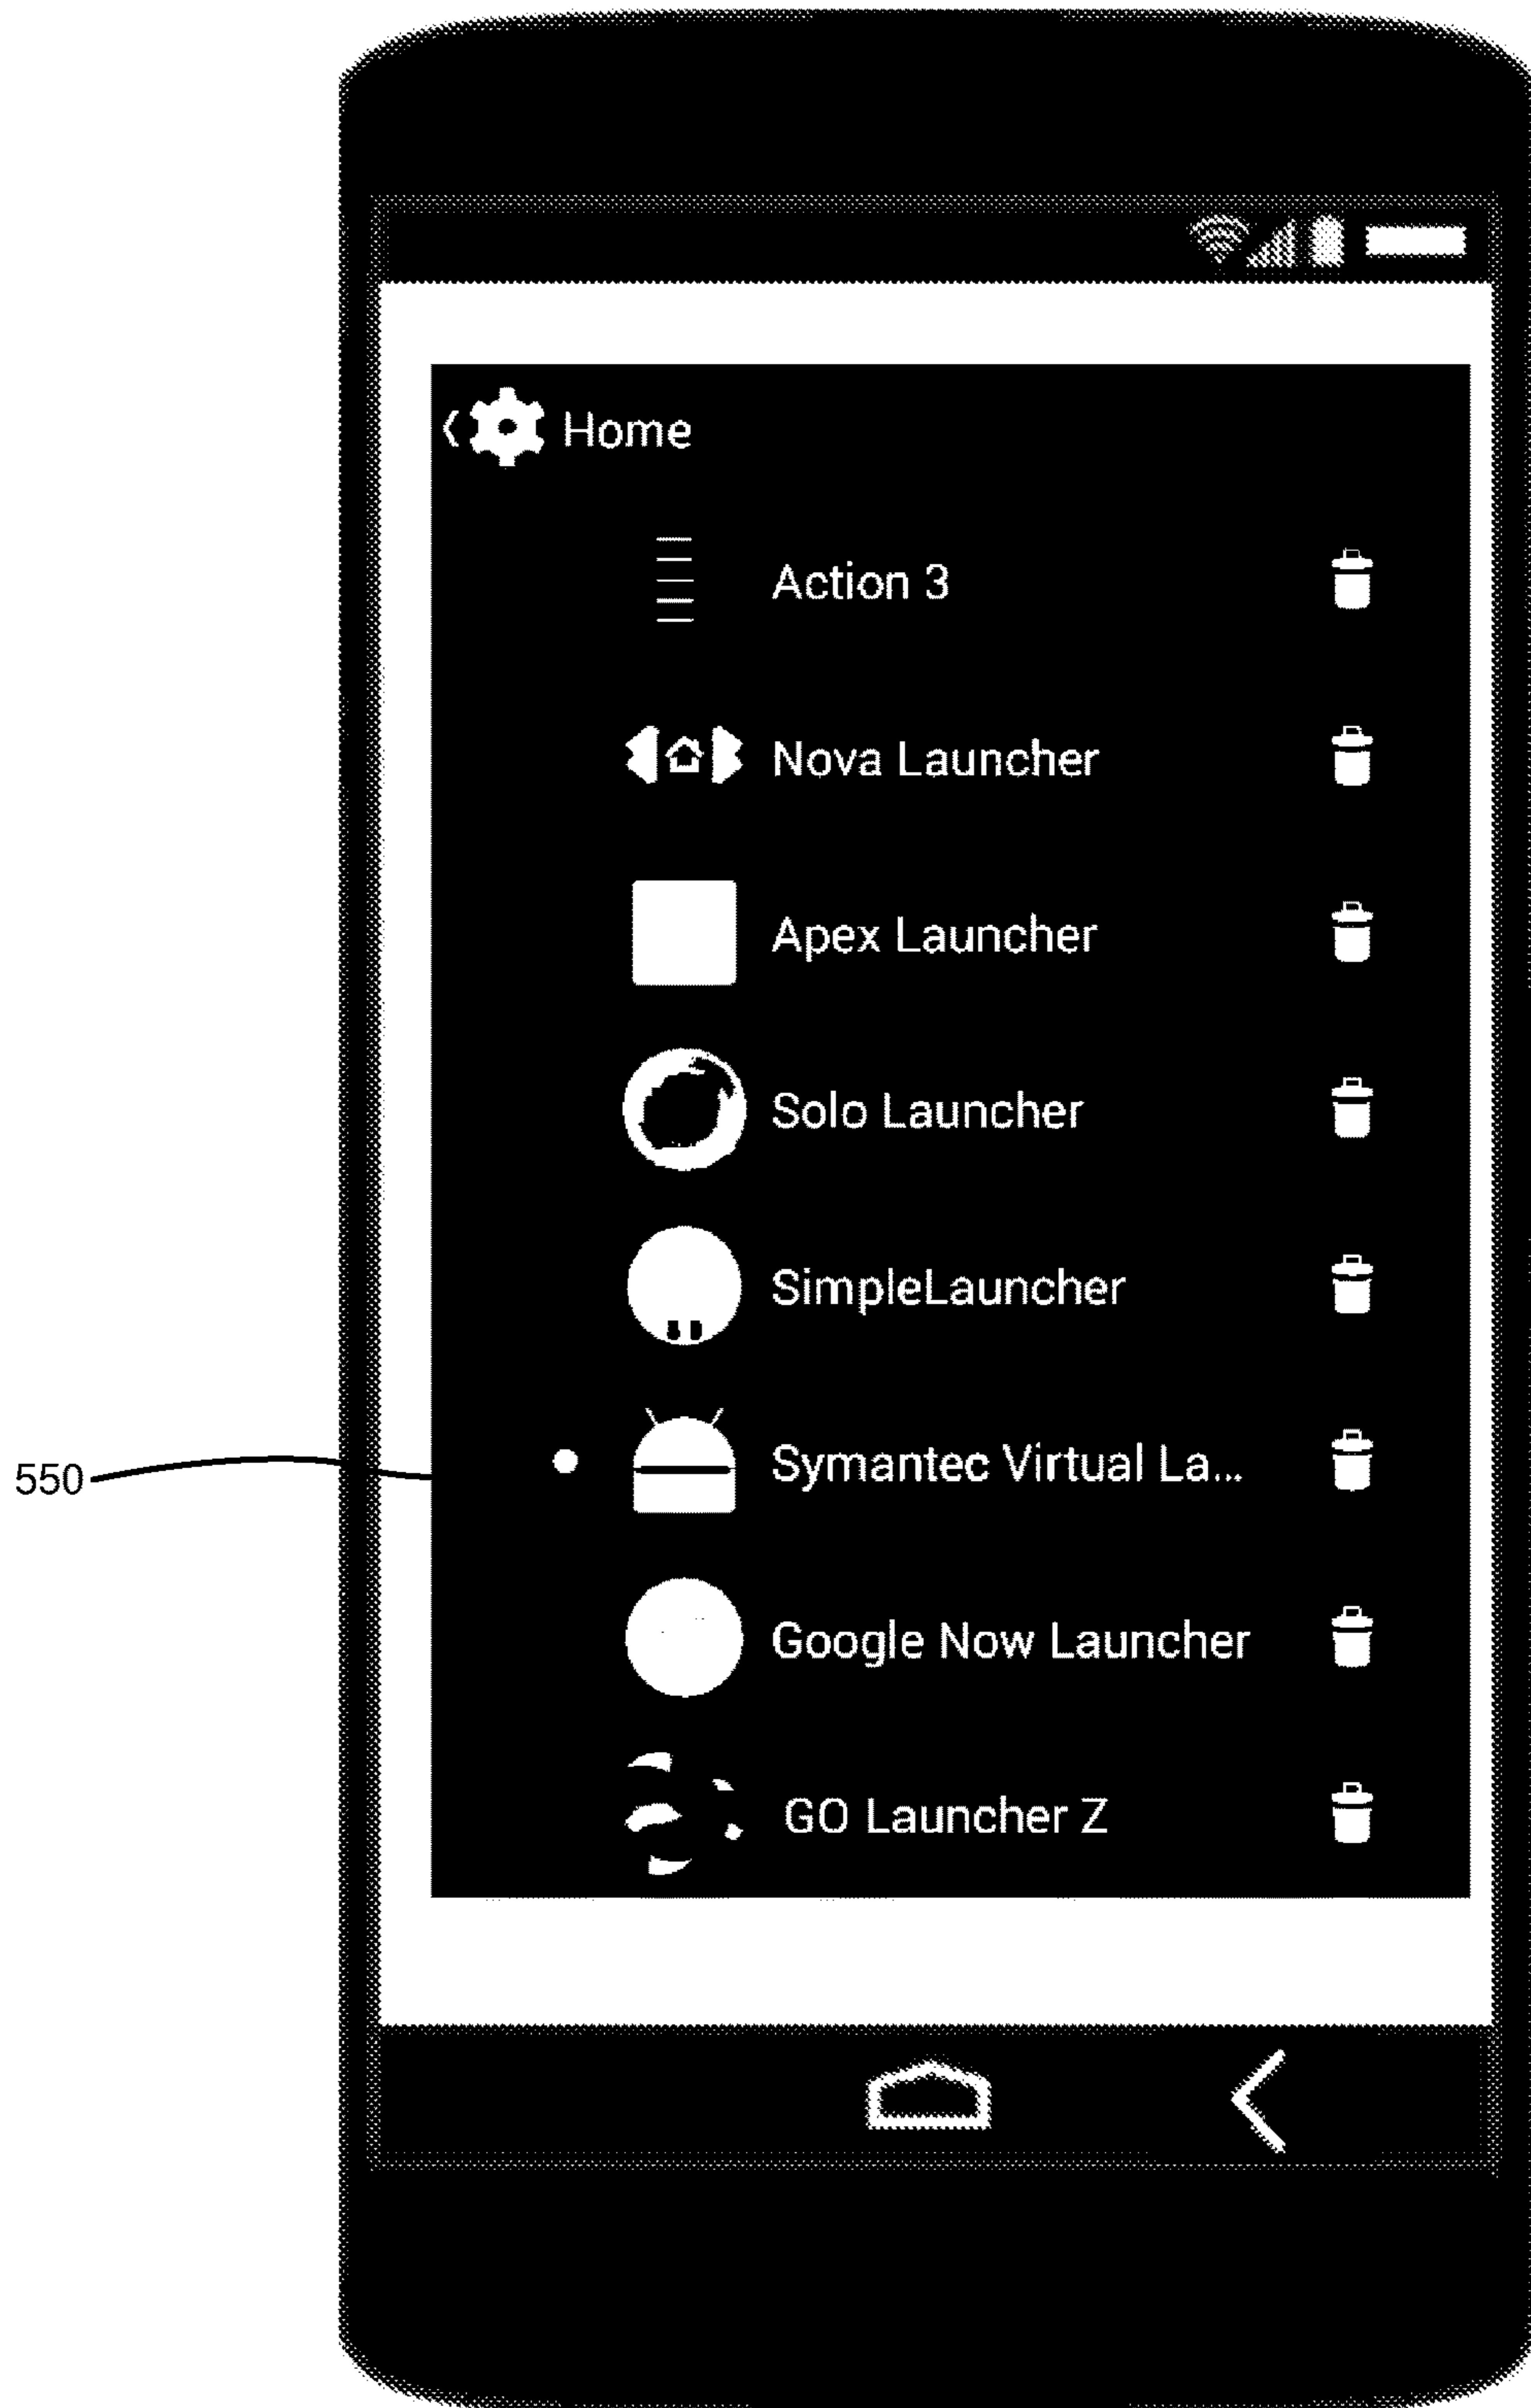 Home
Action 3
Nova Launcher
Apex Launcher
Solo Launcher
SimpleLauncher
550
Symantec Virtual La...
Google Now Launcher
GO Launcher Z